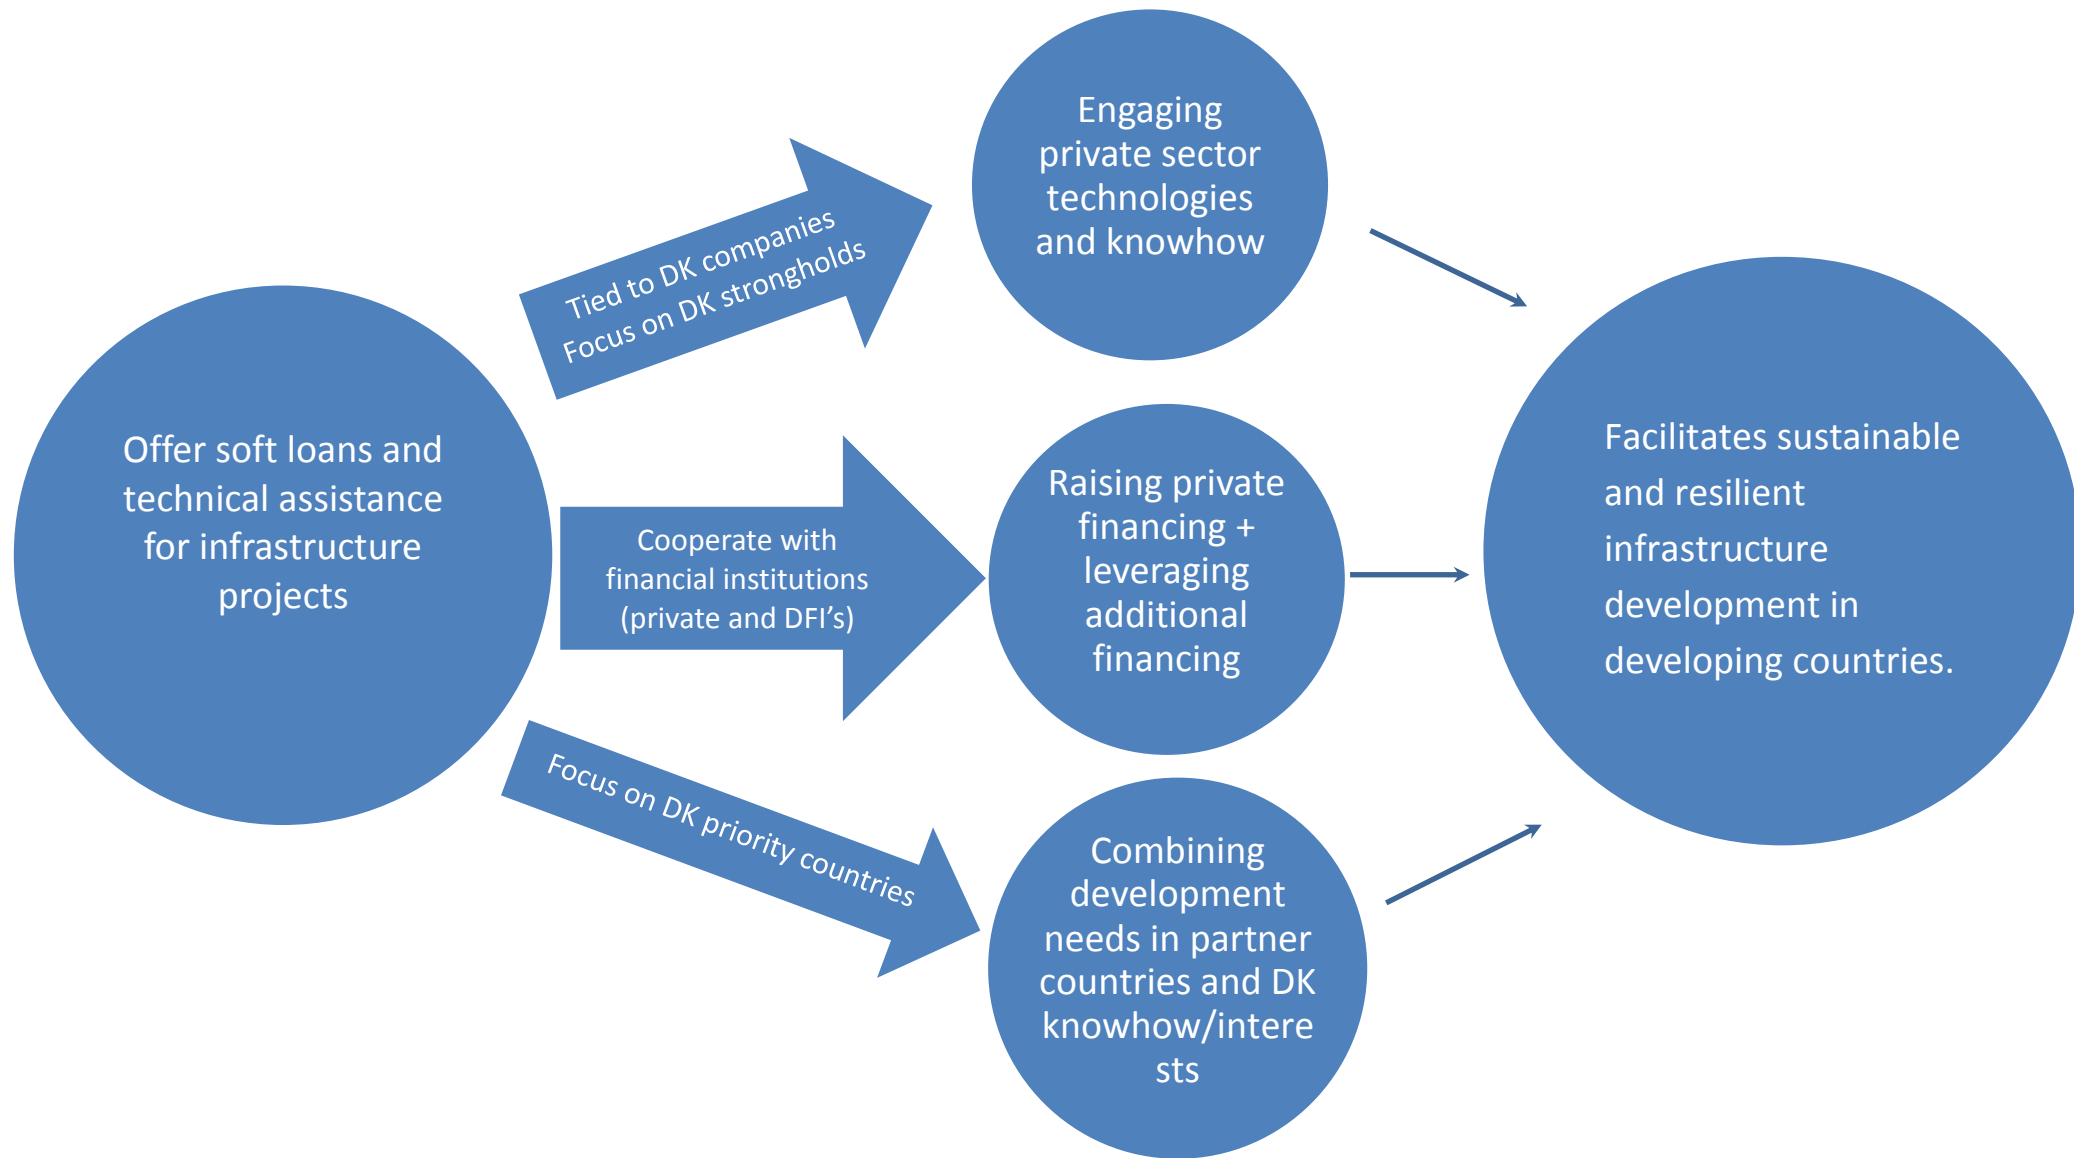 Offer soft loans and
technical assistance
for infrastructure
projects
Tied to DK companies
Focus on DK strongholds
Cooperate with
financial institutions
(private and DFI’s)
Focus on DK priority countries
Engaging
private sector
technologies
and knowhow
Raising private
financing +
leveraging
additional
financing
Combining
development
needs in partner
countries and DK
knowhow/intere
sts
Facilitates sustainable
and resilient
infrastructure
development in
developing countries.